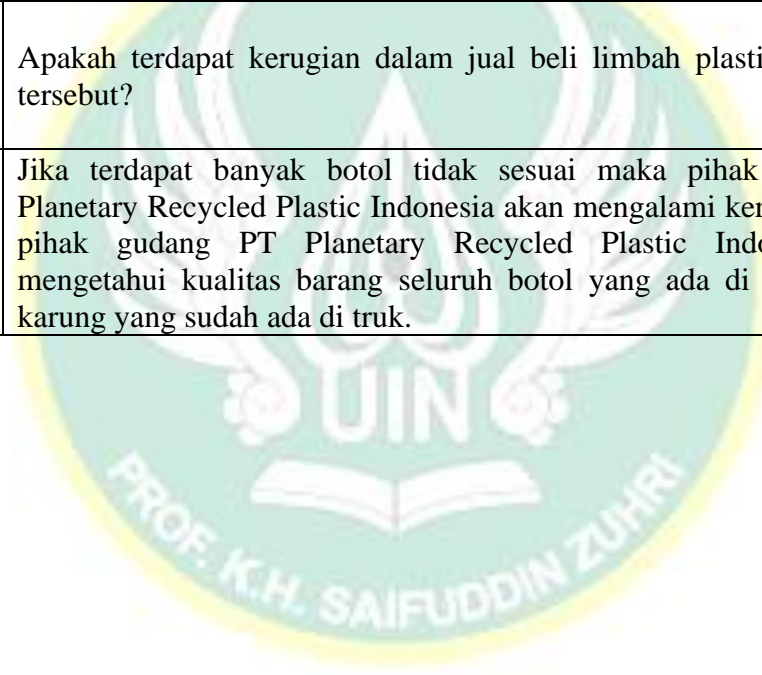 Apakah terdapat kerugian dalam jual beli limbah plasti
tersebut?
Jika terdapat banyak botol tidak sesuai maka pihak
Planetary Recycled Plastic Indonesia akan mengalami ker
pihak gudang PT Planetary Recycled Plastic Indo
mengetahui kualitas barang seluruh botol yang ada di
karung yang sudah ada di truk.
UIN
PROF. K.H. SAIFUDDIN ZUHRI